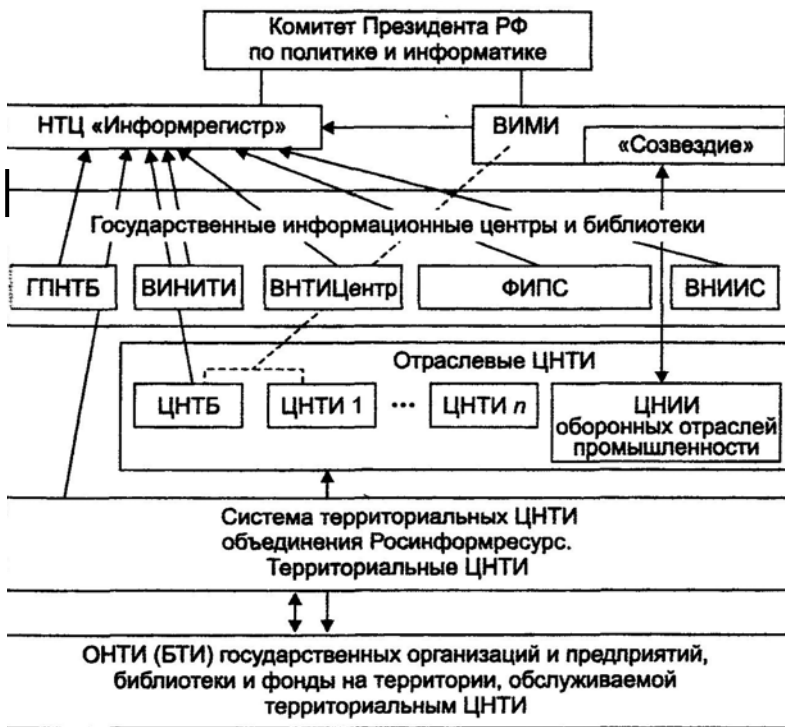 Комитет Президента РФ
по политике и информатике
НТЦ «Информрегистр»
ВИМИ
«Созвездие»
Государственные информационные центры и библиотеки
ГПНТБ
ВИНИТИ
ВНТИЦентр
ФИПС
ВНИИС
Отраслевые ЦНТИ
ЦНТБ
ЦНТИ 1
...
ЦНТИ n
ЦНИИ
оборонных отраслей
промышленности
Система территориальных ЦНТИ
объединения Росинформресурс.
Территориальные ЦНТИ
ОНТИ (БТИ) государственных организаций и предприятий,
библиотеки и фонды на территории, обслуживаемой
территориальным ЦНТИ